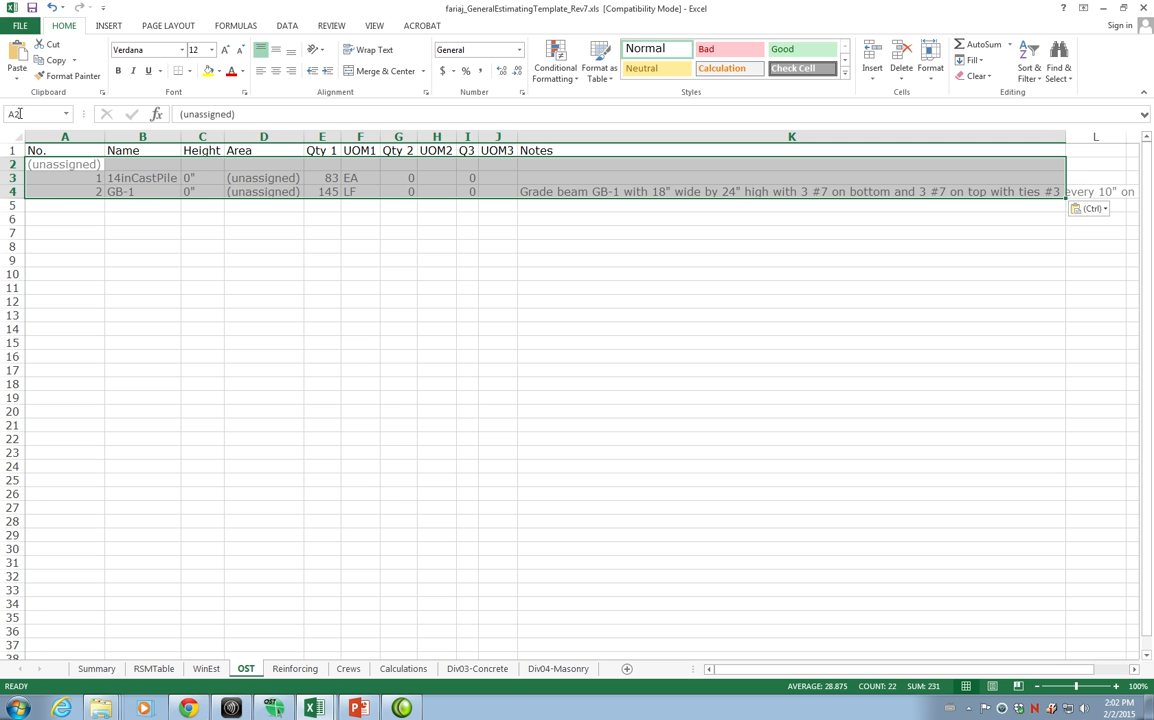 fariaj_GeneralEstimatingTemplate_Rev7.xls [Compatibility Mode] - Excel
FILE HOME INSERT PAGE LAYOUT FORMULAS DATA REVIEW VIEW ACROBAT Sign in
Paste Cut Copy Format Painter Clipboard
Verdana 12 B I U A A Font
Wrap Text Merge & Center Alignment
General $ % , Number
Conditional Formatting Format as Table
Normal Bad Good
Neutral Calculation Check Cell
Styles
Insert Delete Format Cells
AutoSum Fill Clear Sort & Filter Find & Select Editing
A2 fx (unassigned)
A B C D E F G H I J K L
1 No. Name Height Area Qty 1 UOM1 Qty 2 UOM2 Q3 UOM3 Notes
2 (unassigned)
3 1 14inCastPile 0" (unassigned) 83 EA 0 0
4 2 GB-1 0" (unassigned) 145 LF 0 0 Grade beam GB-1 with 18" wide by 24" high with 3 #7 on bottom and 3 #7 on top with ties #3 every 10" on
5 (Ctrl)
6
7
8
9
10
11
12
13
14
15
16
17
18
19
20
21
22
23
24
25
26
27
28
29
30
31
32
33
34
35
36
37
38
Summary RSMTable WinEst OST Reinforcing Crews Calculations Div03-Concrete Div04-Masonry
READY AVERAGE: 28.875 COUNT: 22 SUM: 231 100%
OST
2:02 PM
2/2/2015